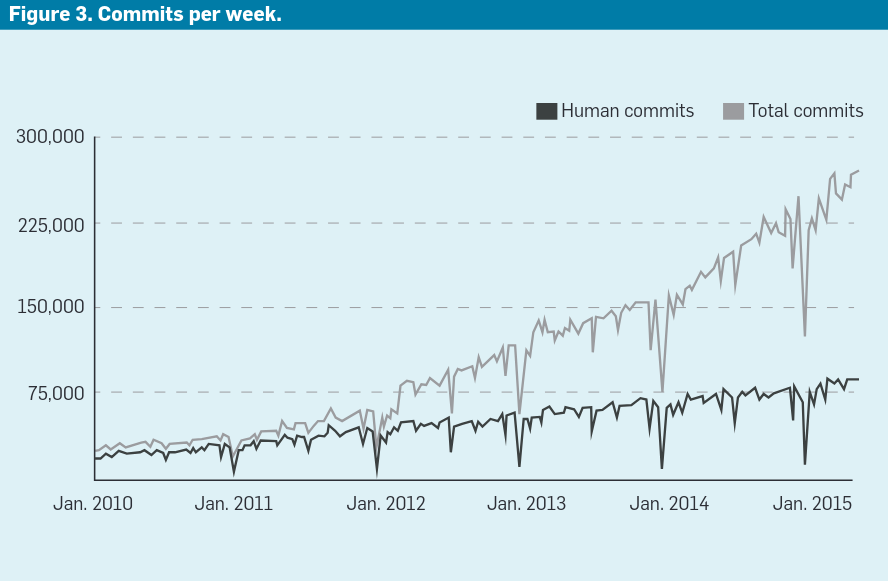 Figure 3. Commits per week.
Human commits Total commits
300,000
225,000
150,000
75,000
Jan. 2010 Jan. 2011 Jan. 2012 Jan. 2013 Jan. 2014 Jan. 2015